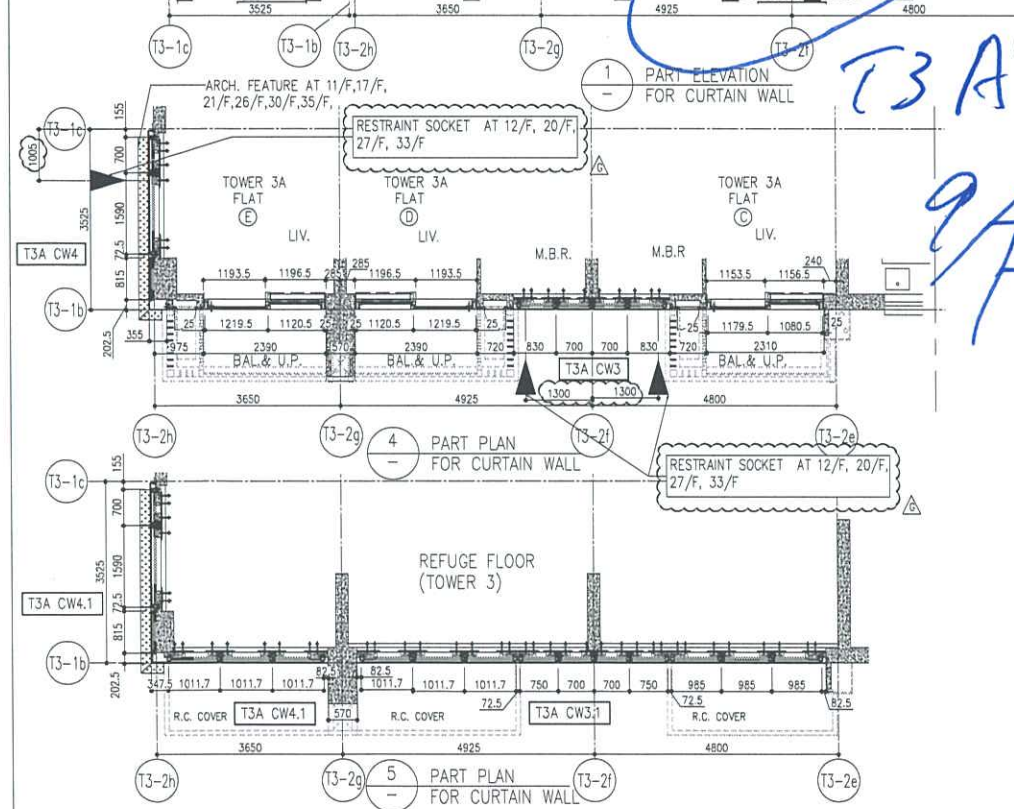 3525
3650
4925
4800
T3-1c
T3-1b
T3-2h
T3-2g
T3-2f
1
PART ELEVATION
FOR CURTAIN WALL
T3 A
ARCH. FEATURE AT 11/F,17/F,
21/F,26/F,30/F,35/F,
T3-1c
155
700
1005
1590
3525
72.5
815
202.5
RESTRAINT SOCKET AT 12/F, 20/F,
27/F, 33/F
G
TOWER 3A
FLAT
E
LIV.
TOWER 3A
FLAT
D
LIV.
TOWER 3A
FLAT
C
LIV.
M.B.R.
M.B.R
T3A CW4
T3-1b
1193.5
1196.5
285
285
1196.5
1193.5
1153.5
1156.5
240
355
25
1219.5
1120.5
25
25
1120.5
1219.5
25
25
1179.5
1080.5
25
975
2390
570
2390
720
830
700
700
830
720
2310
BAL.& U.P.
BAL.& U.P.
T3A CW3
BAL.& U.P.
1300
1300
3650
4925
4800
T3-2h
T3-2g
T3-2f
T3-2e
4
PART PLAN
FOR CURTAIN WALL
RESTRAINT SOCKET AT 12/F, 20/F,
27/F, 33/F
G
T3-1c
155
700
1590
3525
72.5
815
202.5
REFUGE FLOOR
(TOWER 3)
T3A CW4.1
T3-1b
347.5
1011.7
1011.7
1011.7
82.5
82.5
1011.7
1011.7
1011.7
72.5
750
700
700
750
72.5
985
985
985
82.5
R.C. COVER
T3A CW4.1
570
R.C. COVER
T3A CW3.1
R.C. COVER
3650
4925
4800
T3-2h
T3-2g
T3-2f
T3-2e
5
PART PLAN
FOR CURTAIN WALL